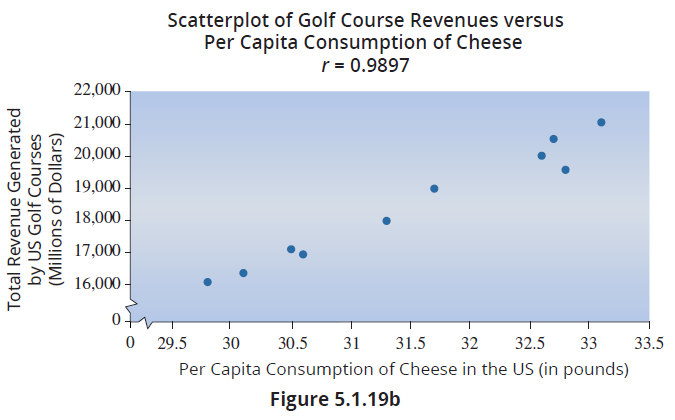 Scatterplot of Golf Course Revenues versus
Per Capita Consumption of Cheese
r = 0.9897
Total Revenue Generated
by US Golf Courses
(Millions of Dollars)
22,000
21,000
20,000
19,000
18,000
17,000
16,000
0
0 29.5 30 30.5 31 31.5 32 32.5 33 33.5
Per Capita Consumption of Cheese in the US (in pounds)
Figure 5.1.19b